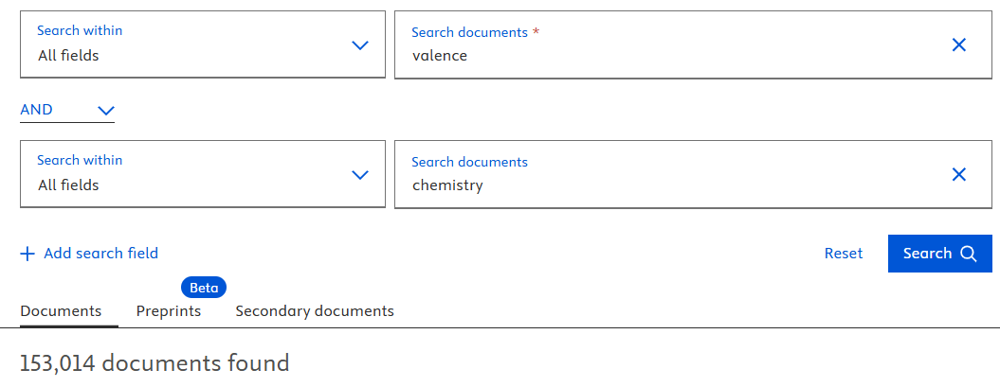 Search within
All fields
Search documents *
valence
AND
Search within
All fields
Search documents
chemistry
Add search field
Reset
Search
Beta
Documents
Preprints
Secondary documents
153,014 documents found